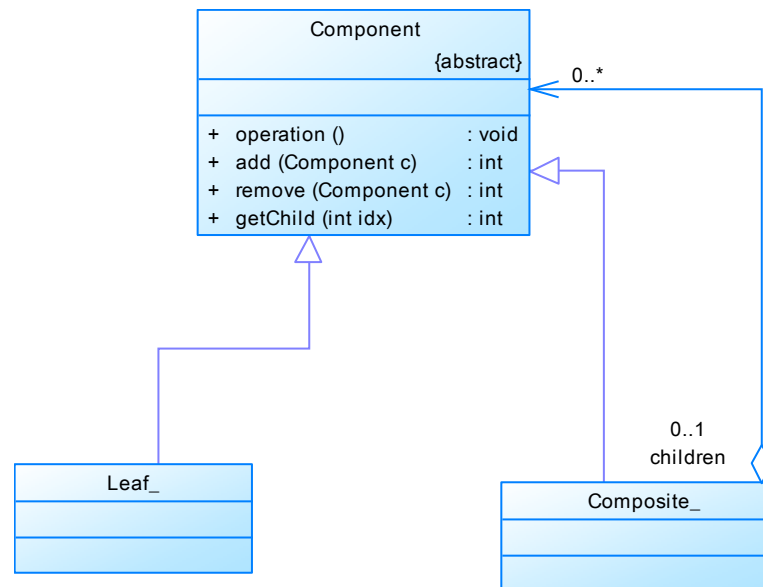 Component
{abstract}
0..*
+ operation () : void
+ add (Component c) : int
+ remove (Component c) : int
+ getChild (int idx) : int
0..1
children
Leaf_
Composite_